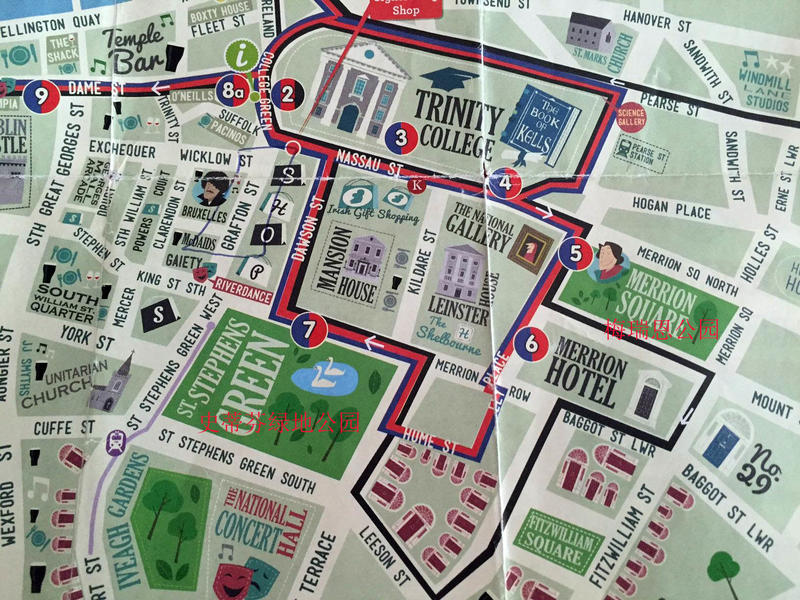 TOWNSEND ST
Shop
WELLINGTON QUAY
BOXTY HOUSE
FLEET ST
HANOVER ST
THE SHACK
Temple Bar
i
COLLEGE GREEN
ST. MARKS CHURCH
SANDWITH ST
WINDMILL LANE STUDIOS
9
DAME ST
O'NEILLS
8a
2
TRINITY COLLEGE
THE BOOK OF KELLS
PEARSE ST
SCIENCE GALLERY
TRINITY ST
SUFFOLK
PACINOS
3
PEARSE ST STATION
EXCHEQUER
WICKLOW ST
NASSAU ST
K
4
SANDWITH ST
ERNE ST LWR
STH GREAT GEORGES ST
STH WILLIAM ST
POWERS COURT
CLARENDON ST
BRUXELLES
GRAFTON ST
S
H
O
DAWSON ST
Irish Gift Shopping
THE NATIONAL GALLERY
HOGAN PLACE
McDAIDS
GAIETY
MANSION HOUSE
KILDARE ST
LEINSTER HOUSE
5
MERRION SQ NORTH
HOLLES ST
STEPHEN ST
SOUTH WILLIAM ST. QUARTER
MERCER
KING ST STH
RIVERDANCE
MERRION SQUARE
梅瑞恩公园
MERRION SQ
S
7
The Shelbourne
H
6
YORK ST
AUNGIER ST
UNITARIAN CHURCH
ST STEPHENS GREEN WEST
ST. STEPHENS GREEN
史蒂芬绿地公园
MERRION
ROW
PLACE
MERRION HOTEL
MOUNT
HUME ST
BAGGOT ST LWR
No. 29
CUFFE ST
ST STEPHENS GREEN SOUTH
BAGGOT ST LWR
WEXFORD ST
IVEAGH GARDENS
THE NATIONAL CONCERT HALL
TERRACE
LEESON ST
FITZWILLIAM SQUARE
FITZWILLIAM ST